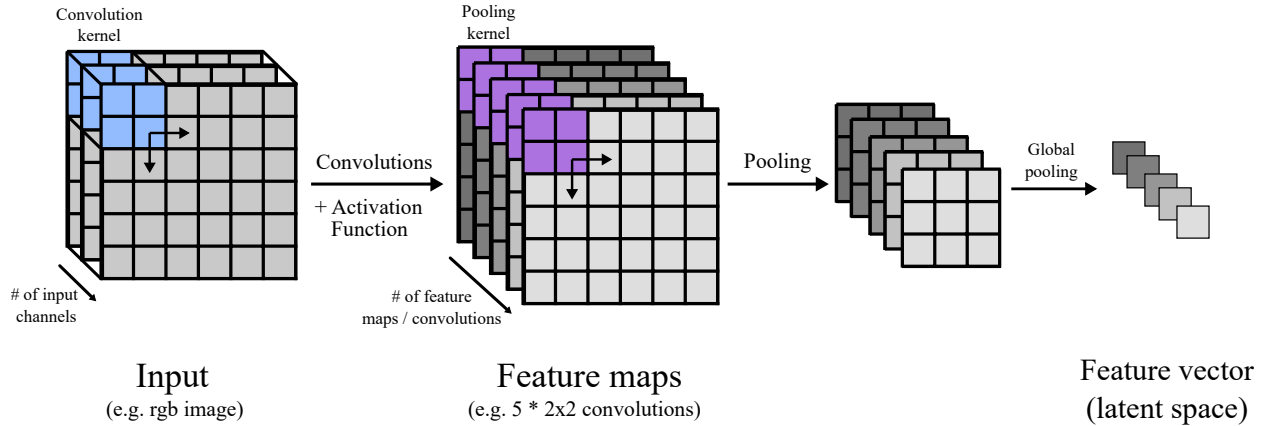 Convolution
kernel
# of input
channels
Input
(e.g. rgb image)
Convolutions
+ Activation
Function
Pooling
kernel
# of feature
maps / convolutions
Feature maps
(e.g. 5 * 2x2 convolutions)
Pooling
Global
pooling
Feature vector
(latent space)